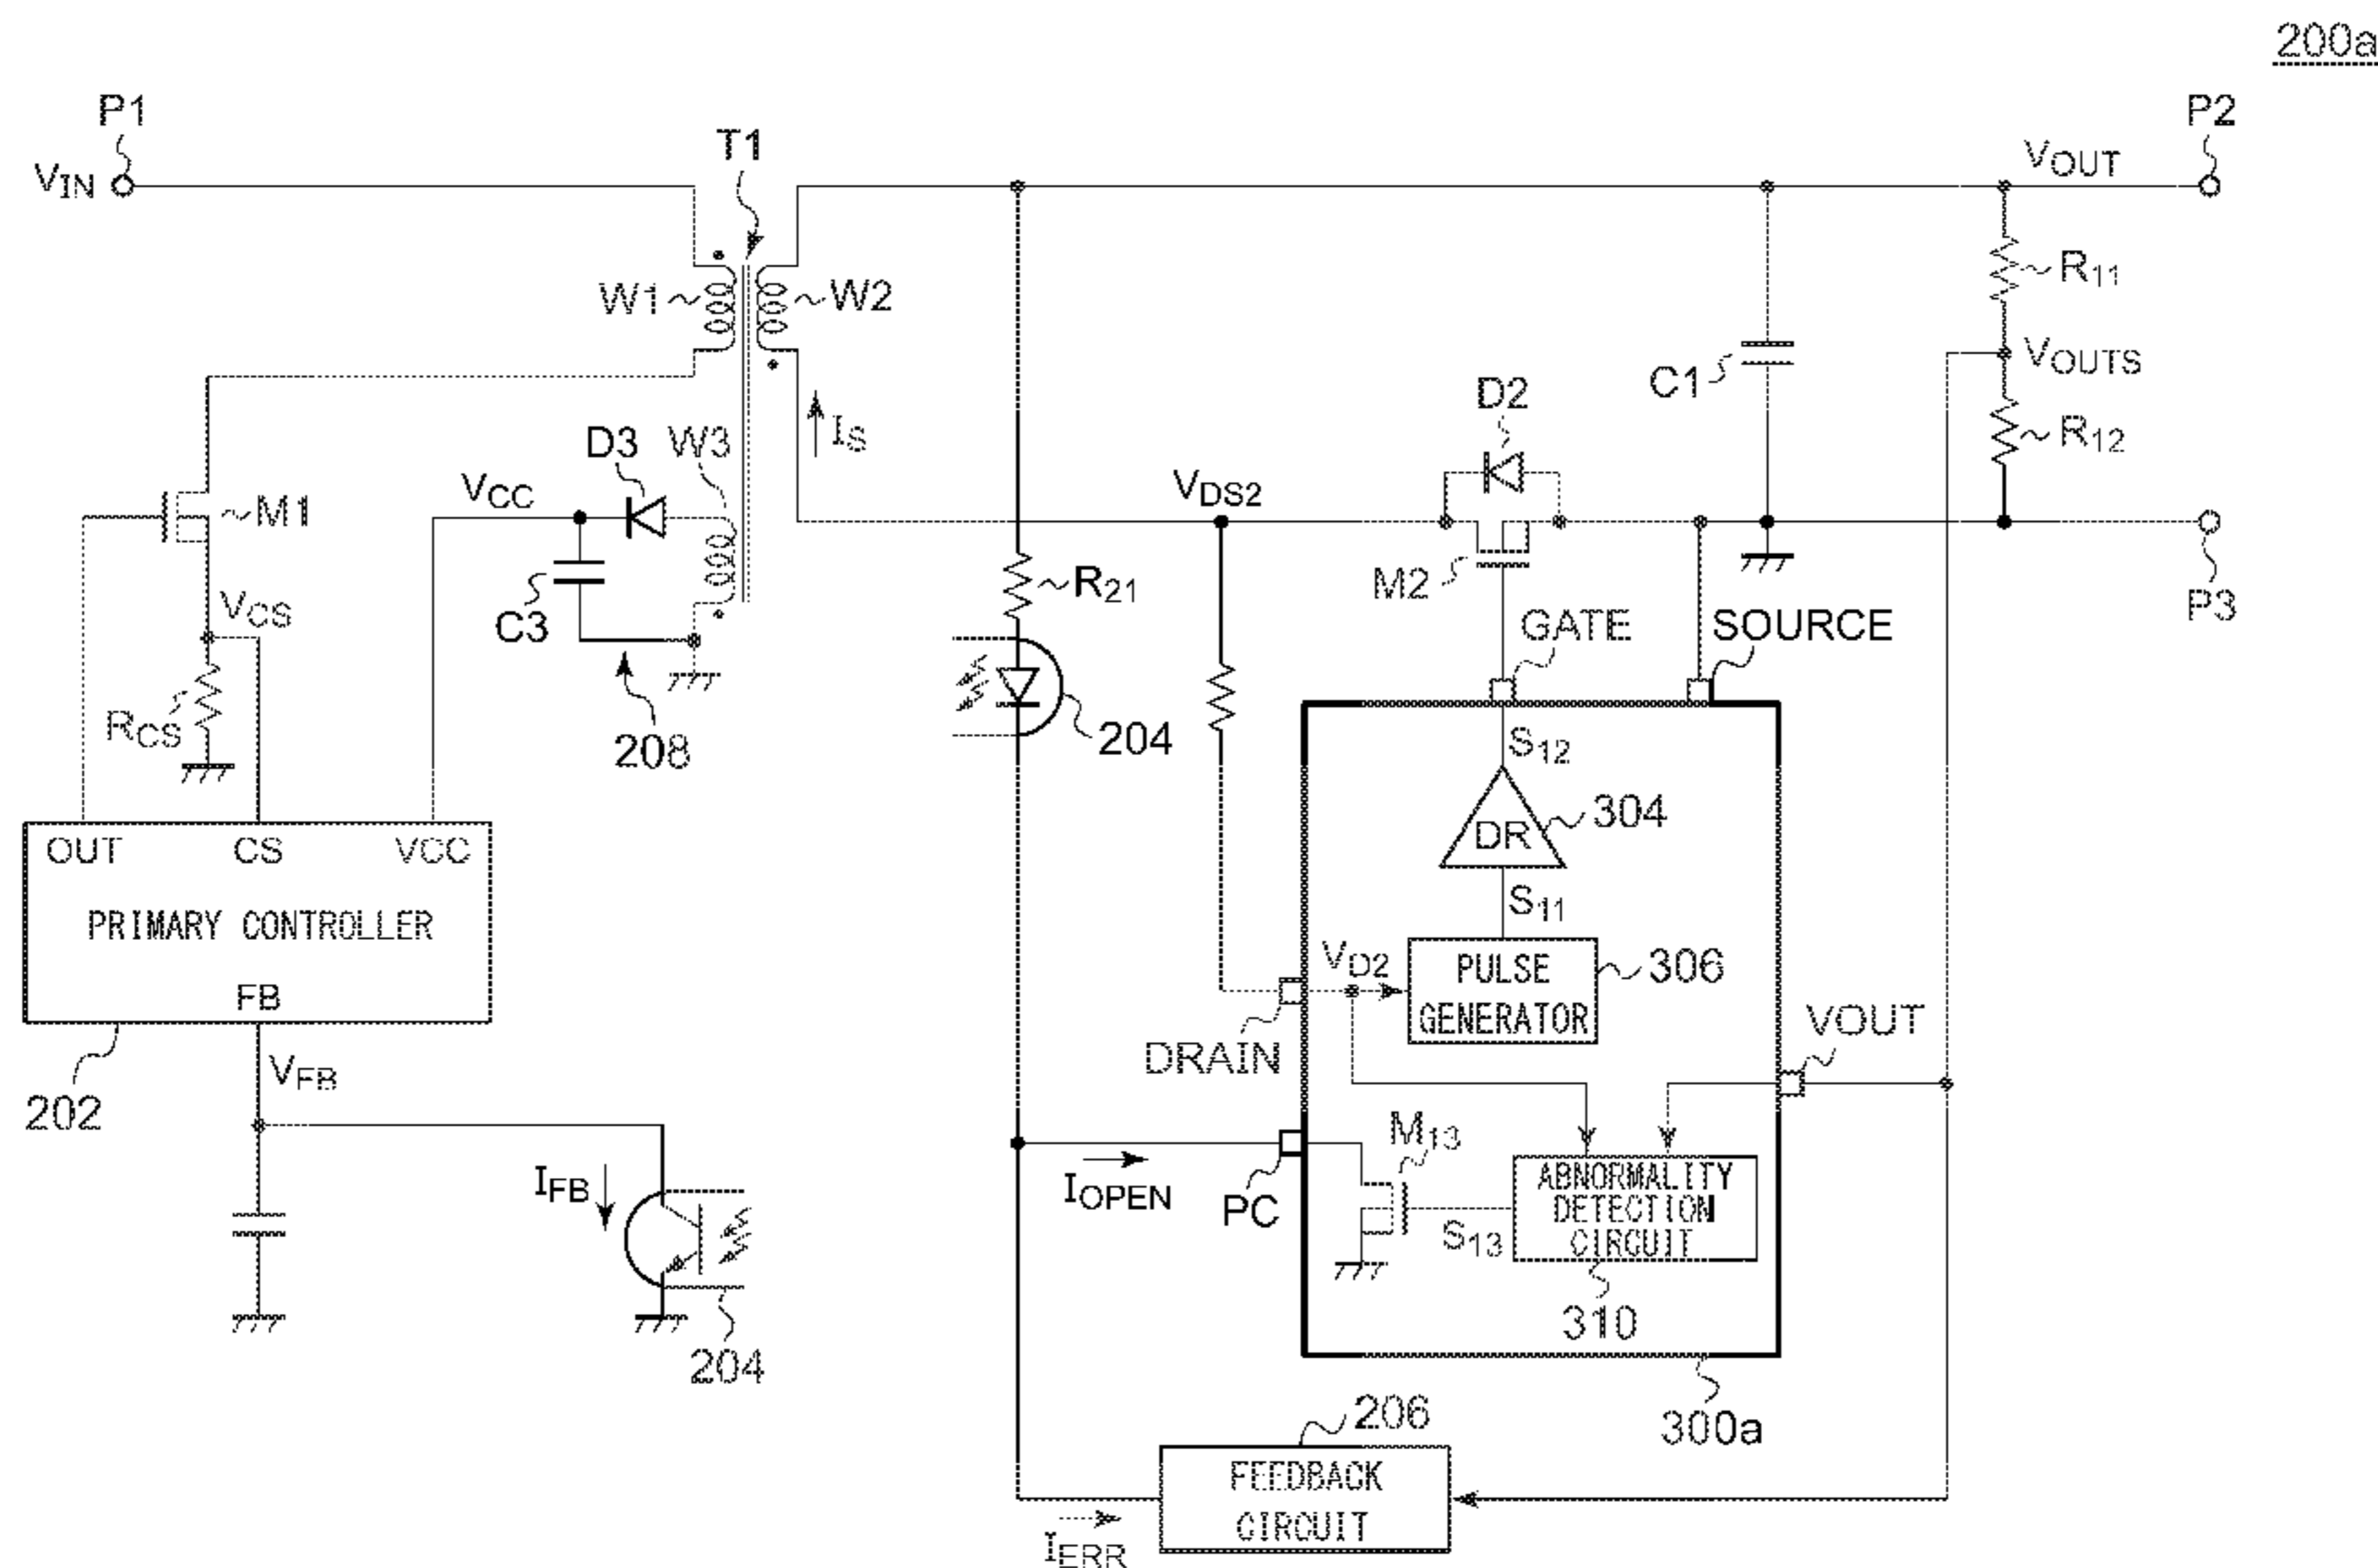 200a
P1
P2
T1
VIN
VOUT
W1
W2
R11
VOUTS
C1
D2
IS
D3
W3
R12
VCC
VDS2
M1
R21
M2
P3
C3
VCS
GATE
SOURCE
RCS
208
204
S12
304
DR
OUT
CS
VCC
S11
PRIMARY CONTROLLER
VD2
PULSE
GENERATOR
306
FB
DRAIN
VOUT
VFB
202
M13
IFB
IOPEN
PC
ABNORMALITY
DETECTION
CIRCUIT
S13
310
204
206
300a
FEEDBACK
CIRCUIT
IERR